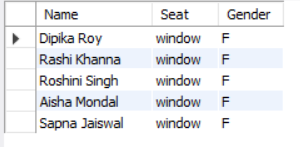 Name Seat Gender
Dipika Roy window F
Rashi Khanna window F
Roshini Singh window F
Aisha Mondal window F
Sapna Jaiswal window F